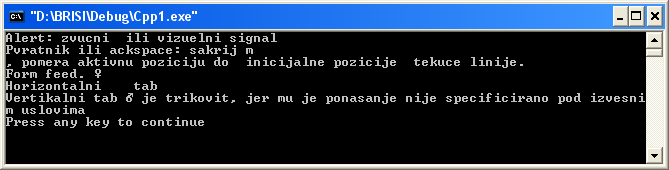 "D:\BRISI\Debug\Cpp1.exe"
Alert: zvucni  ili vizuelni signal
Pvratnik ili ackspace: sakrij m
, pomera aktivnu poziciju do  inicijalne pozicije  tekuce linije.
Form feed. ♀
Horizontalni    tab
Vertikalni tab ♂ je trikovit, jer mu je ponasanje nije specificirano pod izvesni
m uslovima
Press any key to continue